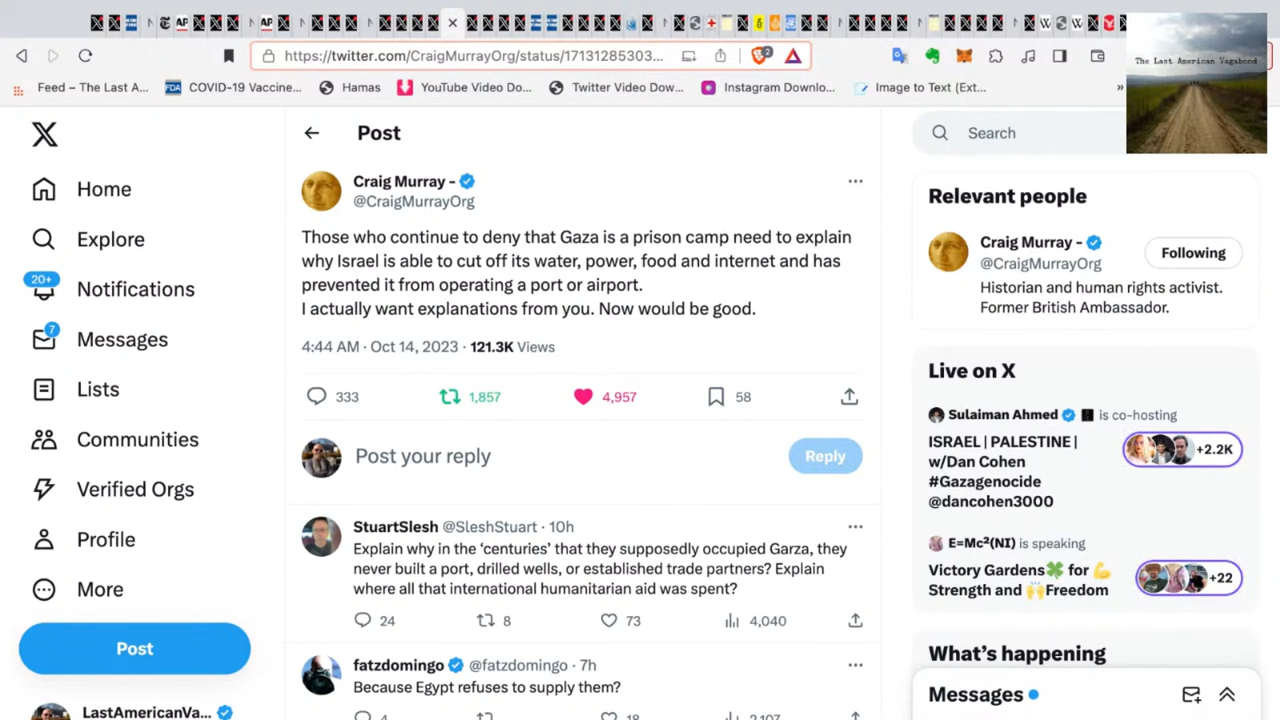 https://twitter.com/CraigMurrayOrg/status/17131285303...
2
The Last American Vagabond
Feed – The Last A...
COVID-19 Vaccine...
Hamas
YouTube Video Do...
Twitter Video Dow...
Instagram Downlo...
Image to Text (Ext...
»
Home
Explore
20+
Notifications
7
Messages
Lists
Communities
Verified Orgs
Profile
More
Post
LastAmericanVa...
Post
Craig Murray -
@CraigMurrayOrg
Those who continue to deny that Gaza is a prison camp need to explain
why Israel is able to cut off its water, power, food and internet and has
prevented it from operating a port or airport.
I actually want explanations from you. Now would be good.
4:44 AM · Oct 14, 2023 · 121.3K Views
333 1,857 4,957 58
Post your reply
Reply
StuartSlesh @SleshStuart · 10h
Explain why in the ‘centuries’ that they supposedly occupied Garza, they
never built a port, drilled wells, or established trade partners? Explain
where all that international humanitarian aid was spent?
24 8 73 4,040
fatzdomingo @fatzdomingo · 7h
Because Egypt refuses to supply them?
4 18 2,107
Search
Relevant people
Craig Murray -
@CraigMurrayOrg
Following
Historian and human rights activist.
Former British Ambassador.
Live on X
Sulaiman Ahmed is co-hosting
ISRAEL | PALESTINE |
w/Dan Cohen
#Gazagenocide
@dancohen3000
+2.2K
E=Mc²(NI) is speaking
Victory Gardens🍀 for 💪
Strength and 🙌Freedom
+22
What’s happening
Messages